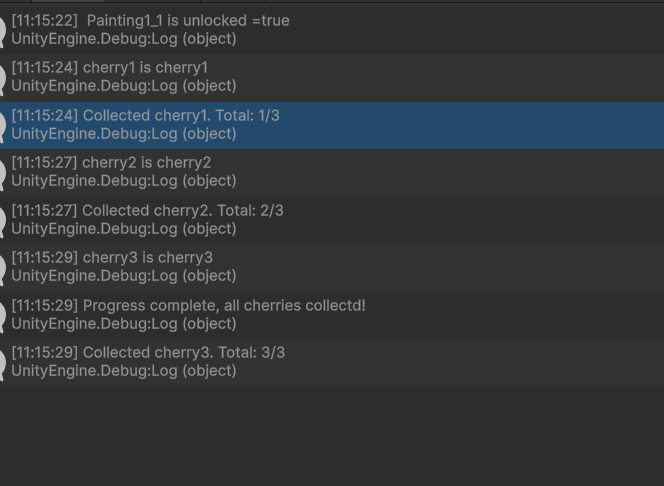 [11:15:22]  Painting1_1 is unlocked =true
UnityEngine.Debug:Log (object)
[11:15:24] cherry1 is cherry1
UnityEngine.Debug:Log (object)
[11:15:24] Collected cherry1. Total: 1/3
UnityEngine.Debug:Log (object)
[11:15:27] cherry2 is cherry2
UnityEngine.Debug:Log (object)
[11:15:27] Collected cherry2. Total: 2/3
UnityEngine.Debug:Log (object)
[11:15:29] cherry3 is cherry3
UnityEngine.Debug:Log (object)
[11:15:29] Progress complete, all cherries collectd!
UnityEngine.Debug:Log (object)
[11:15:29] Collected cherry3. Total: 3/3
UnityEngine.Debug:Log (object)